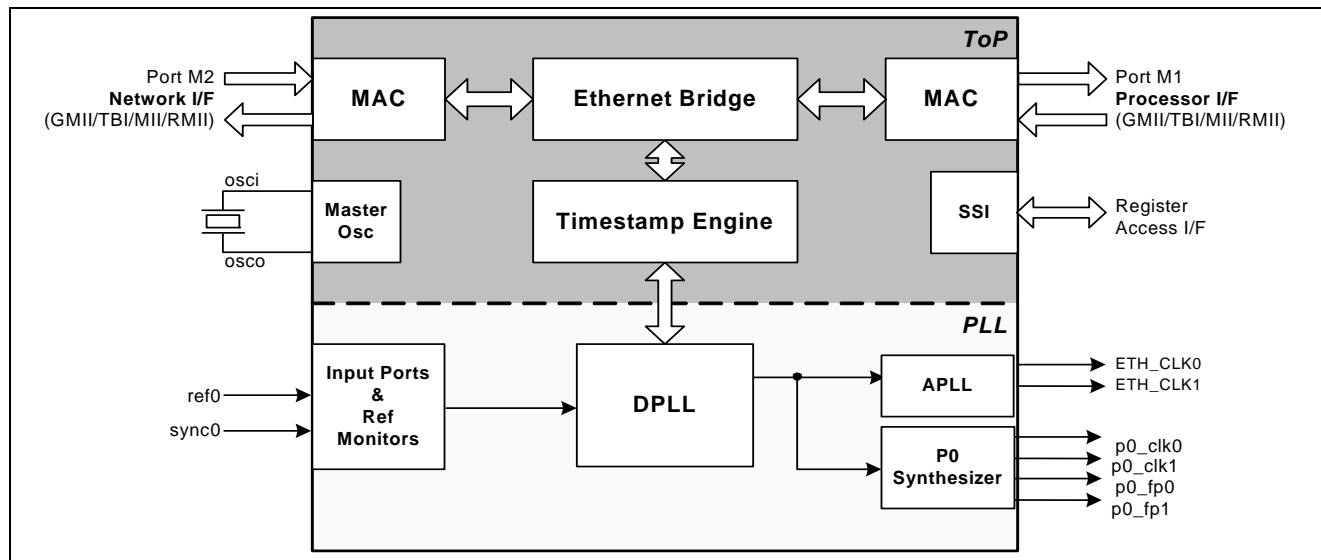 ToP
Port M2
Network I/F
(GMII/TBI/MII/RMII)
MAC
Ethernet Bridge
MAC
Port M1
Processor I/F
(GMII/TBI/MII/RMII)
osci
osco
Master
Osc
Timestamp Engine
SSI
Register
Access I/F
PLL
ref0
sync0
Input Ports
&
Ref
Monitors
DPLL
APLL
ETH_CLK0
ETH_CLK1
P0
Synthesizer
p0_clk0
p0_clk1
p0_fp0
p0_fp1